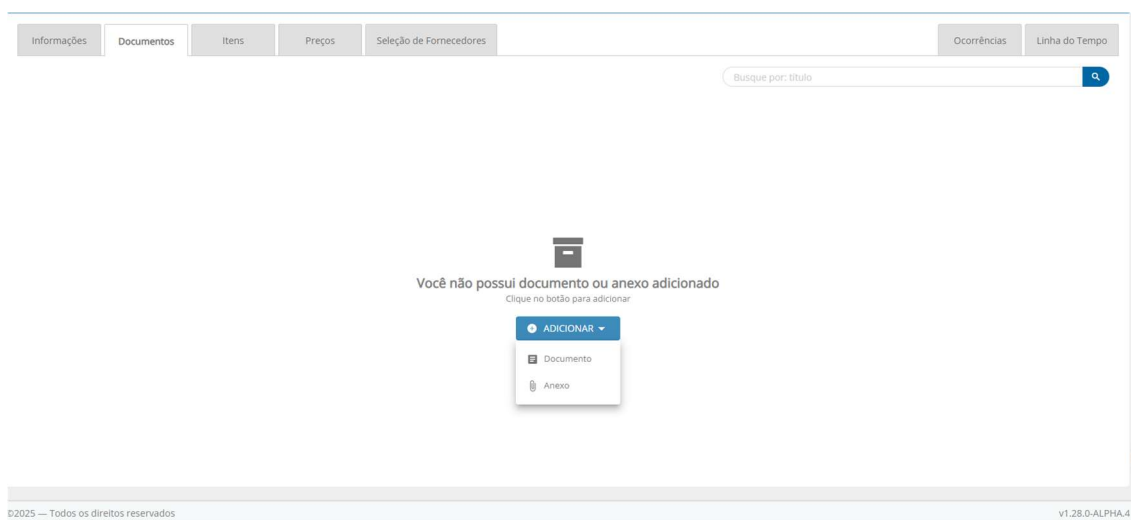 Informações Documentos Itens Preços Seleção de Fornecedores Ocorrências Linha do Tempo
Busque por: título
Você não possui documento ou anexo adicionado
Clique no botão para adicionar
ADICIONAR
Documento
Anexo
©2025 — Todos os direitos reservados v1.28.0-ALPHA.4